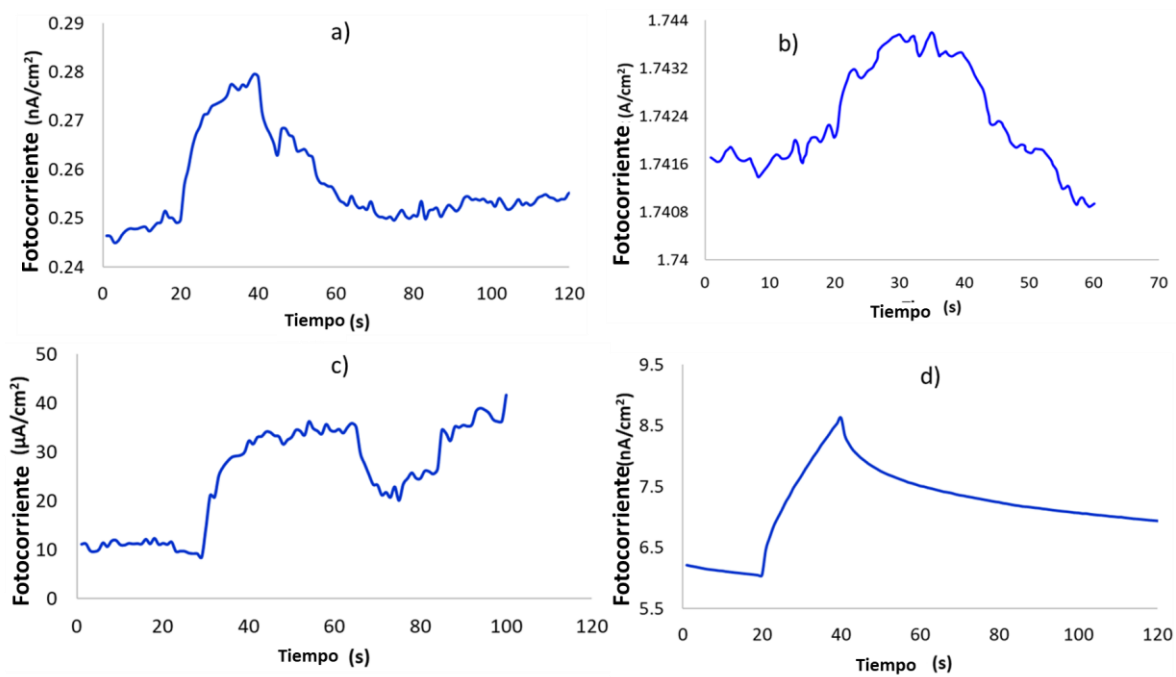 a)
Fotocorriente (nA/cm²)
0.29
0.28
0.27
0.26
0.25
0.24
0 20 40 60 80 100 120
Tiempo (s)
b)
Fotocorriente (A/cm²)
1.744
1.7432
1.7424
1.7416
1.7408
1.74
0 10 20 30 40 50 60 70
Tiempo (s)
c)
Fotocorriente (µA/cm²)
50
40
30
20
10
0
0 20 40 60 80 100 120
Tiempo (s)
d)
Fotocorriente(nA/cm²)
9.5
8.5
7.5
6.5
5.5
0 20 40 60 80 100 120
Tiempo (s)